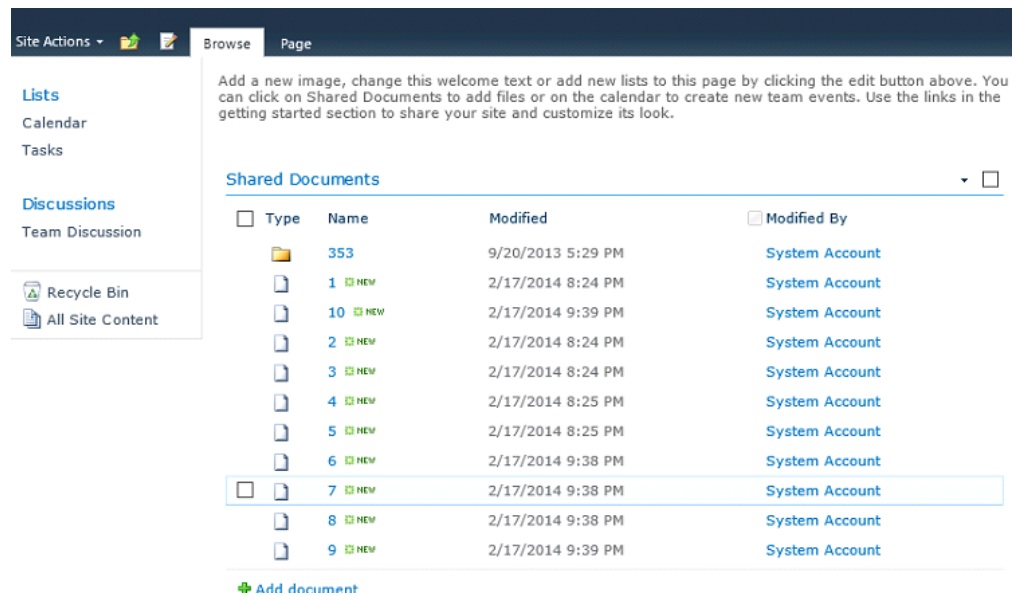 Site Actions
Browse
Page
Lists
Calendar
Tasks
Discussions
Team Discussion
Recycle Bin
All Site Content
Add a new image, change this welcome text or add new lists to this page by clicking the edit button above. You
can click on Shared Documents to add files or on the calendar to create new team events. Use the links in the
getting started section to share your site and customize its look.
Shared Documents
Type Name Modified Modified By
353 9/20/2013 5:29 PM System Account
1 NEW 2/17/2014 8:24 PM System Account
10 NEW 2/17/2014 9:39 PM System Account
2 NEW 2/17/2014 8:24 PM System Account
3 NEW 2/17/2014 8:24 PM System Account
4 NEW 2/17/2014 8:25 PM System Account
5 NEW 2/17/2014 8:25 PM System Account
6 NEW 2/17/2014 9:38 PM System Account
7 NEW 2/17/2014 9:38 PM System Account
8 NEW 2/17/2014 9:38 PM System Account
9 NEW 2/17/2014 9:39 PM System Account
Add document